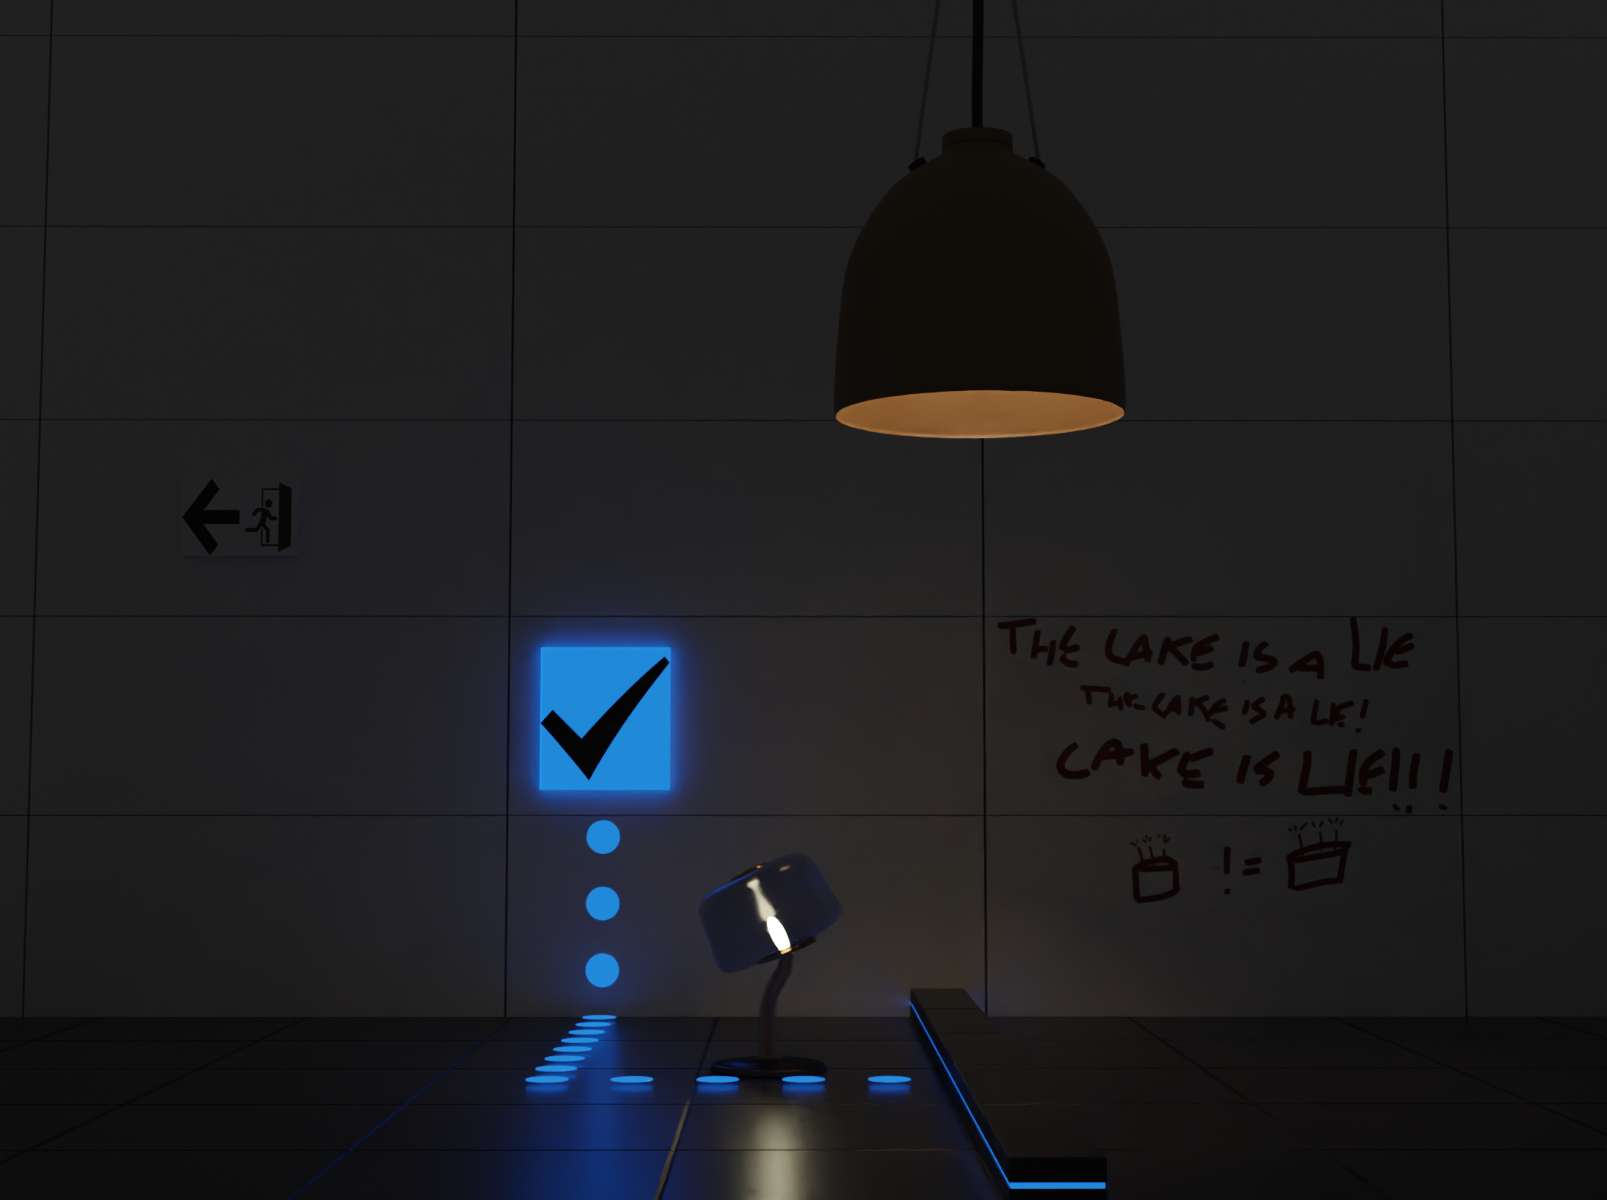 THE CAKE IS A LIE
THE CAKE IS A LIE!
CAKE IS LIE!!!
!=